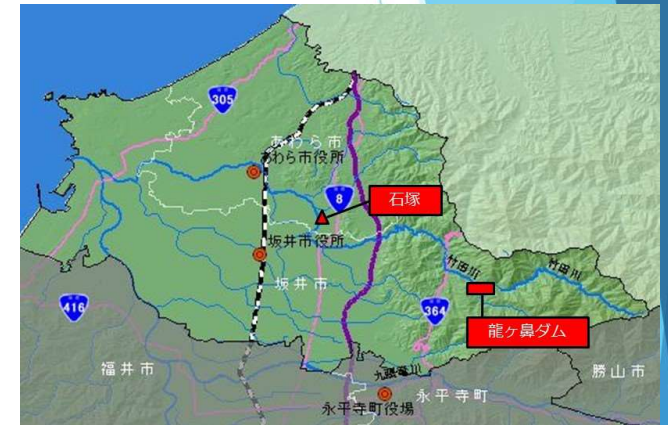 305
あわら市
あわら市役所
8
石塚
坂井市役所
竹田川
竹田川
坂井市
416
364
龍ヶ鼻ダム
福井市
九頭竜川
勝山市
永平寺町
永平寺町役場